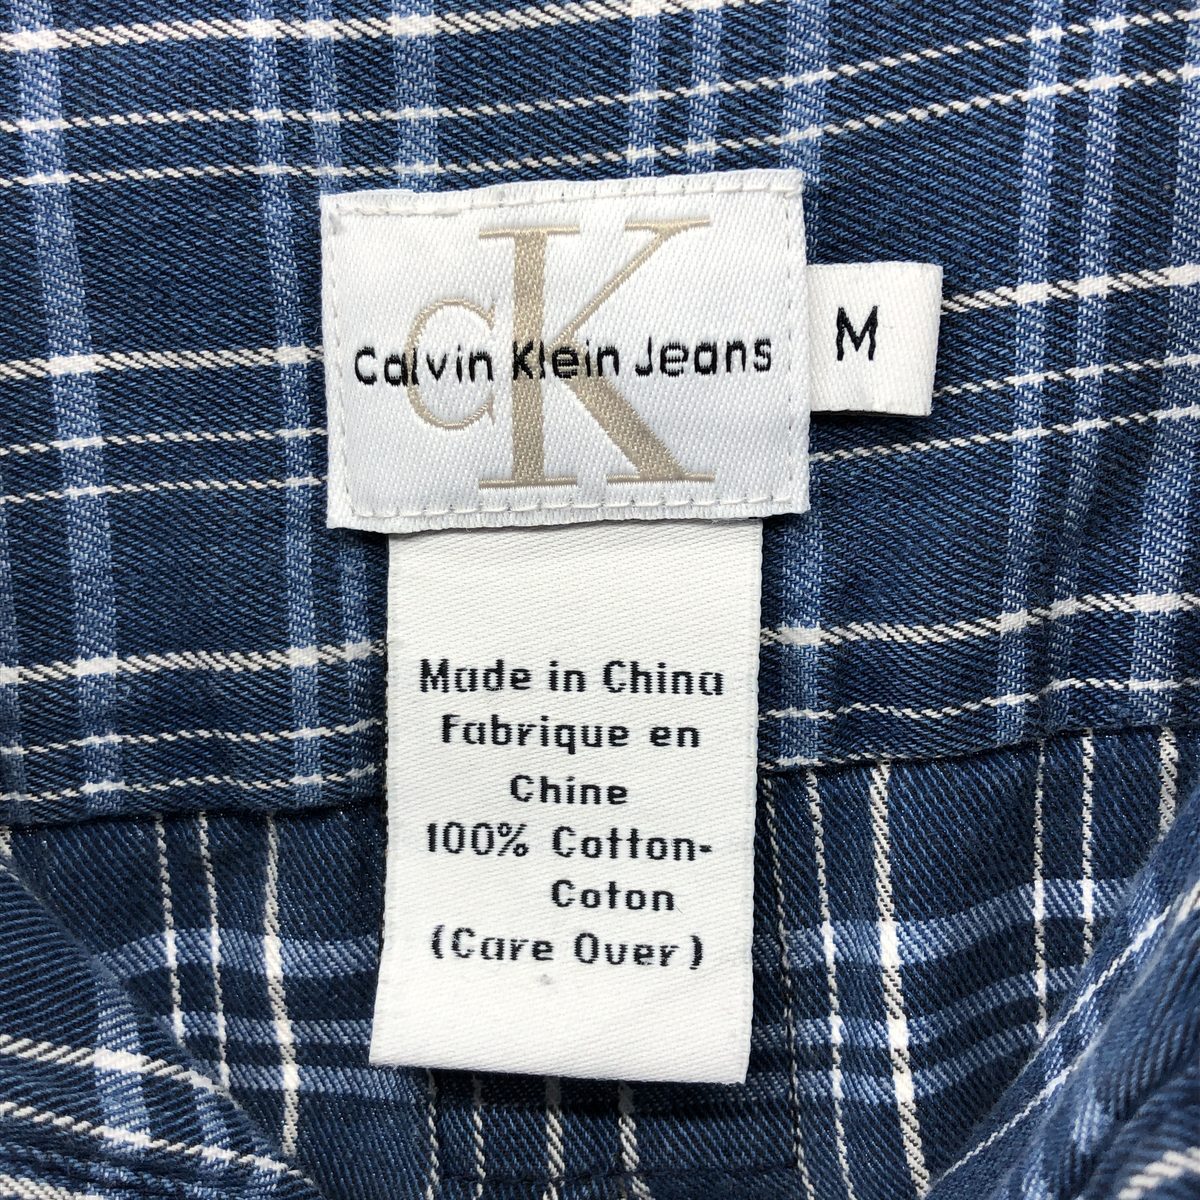 CK
Calvin Klein Jeans
M
Made in China
Fabrique en
Chine
100% Cotton-
Coton
(Care Over)